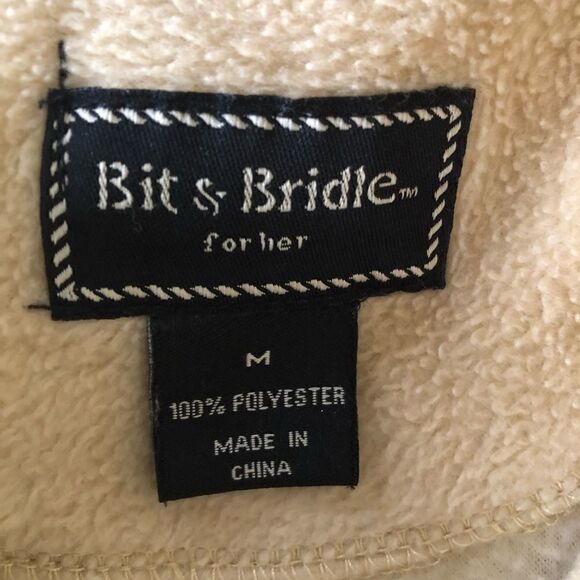 Bit & Bridle™
for her
M
100% POLYESTER
MADE IN
CHINA